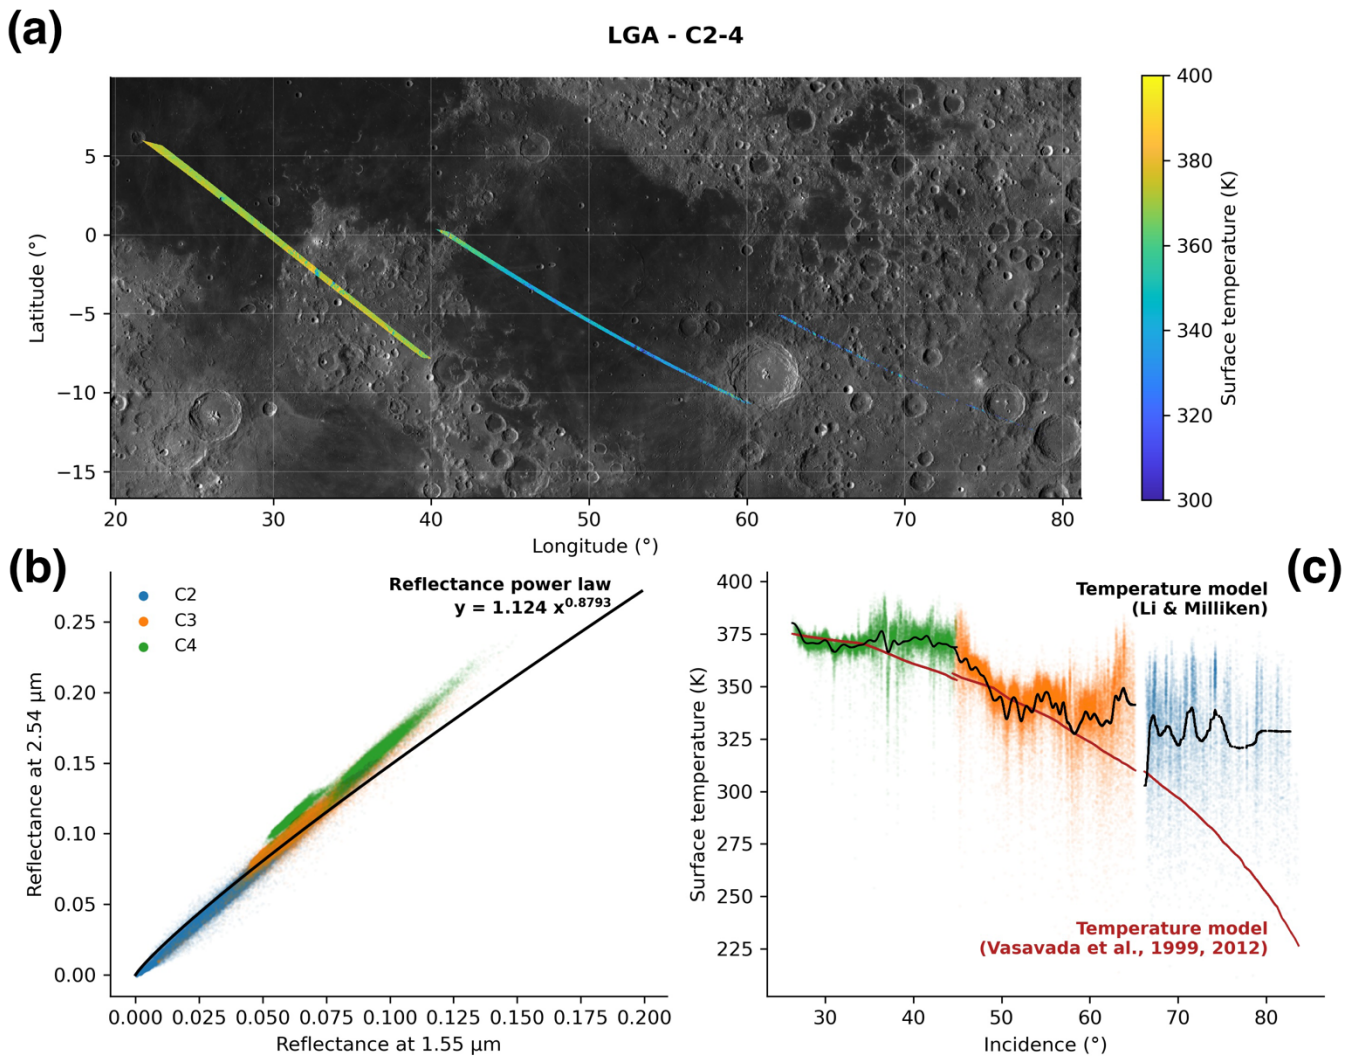 (a)
LGA - C2-4
5
0
−5
−10
−15
Latitude (°)
20 30 40 50 60 70 80
Longitude (°)
400
380
360
340
320
300
Surface temperature (K)
(b)
C2
C3
C4
Reflectance power law
y = 1.124 x^0.8793
0.25
0.20
0.15
0.10
0.05
0.00
Reflectance at 2.54 μm
0.000 0.025 0.050 0.075 0.100 0.125 0.150 0.175 0.200
Reflectance at 1.55 μm
(c)
Temperature model
(Li & Milliken)
400
375
350
325
300
275
250
225
Surface temperature (K)
Temperature model
(Vasavada et al., 1999, 2012)
30 40 50 60 70 80
Incidence (°)